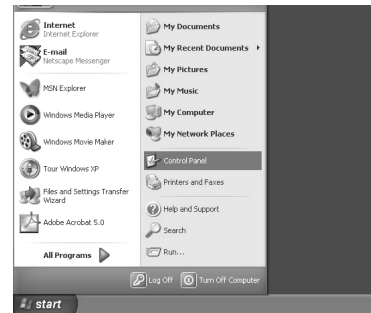 Internet
Internet Explorer
E-mail
Netscape Messenger
MSN Explorer
Windows Media Player
Windows Movie Maker
Tour Windows XP
Files and Settings Transfer
Wizard
Adobe Acrobat 5.0
All Programs
My Documents
My Recent Documents
My Pictures
My Music
My Computer
My Network Places
Control Panel
Printers and Faxes
Help and Support
Search
Run...
Log Off
Turn Off Computer
start